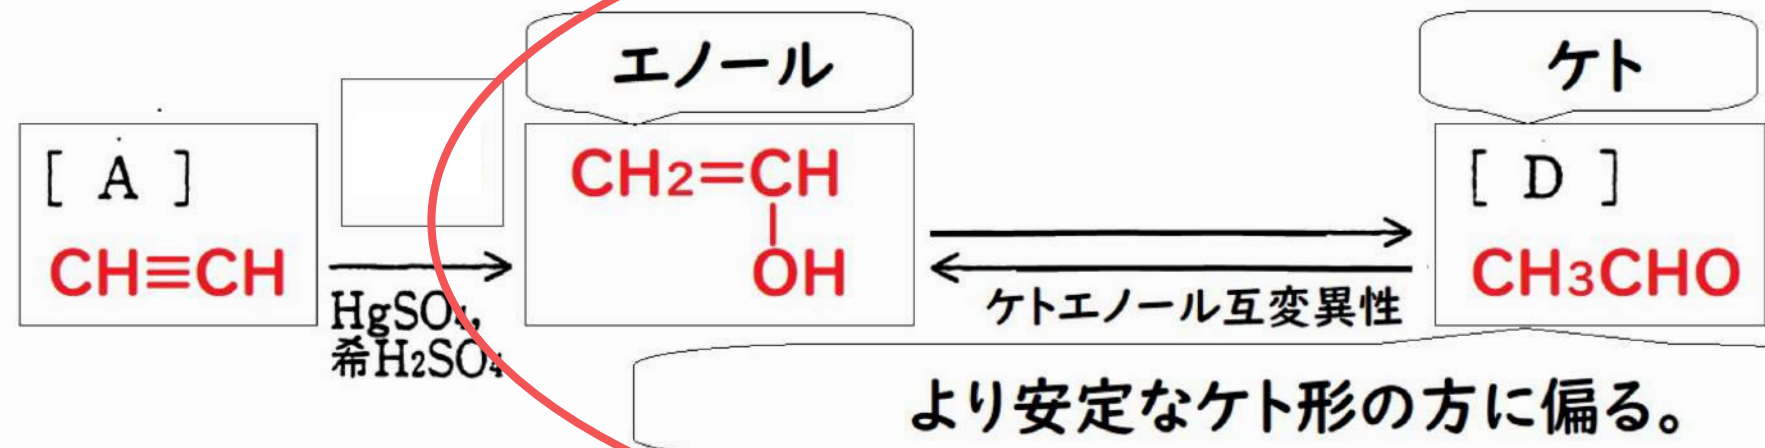 エノール
ケト
[ A ]
CH≡CH
HgSO4,
希H2SO4
CH2=CH
OH
ケトエノール互変異性
[ D ]
CH3CHO
より安定なケト形の方に偏る。